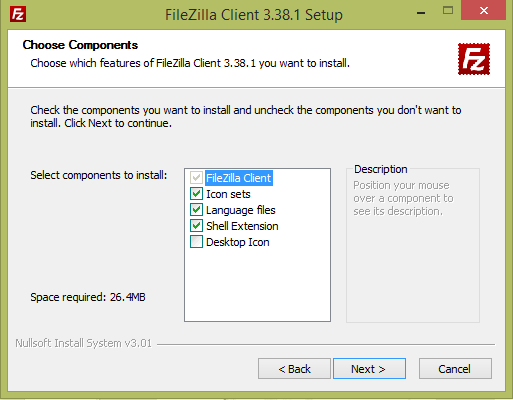 FileZilla Client 3.38.1 Setup
Choose Components
Choose which features of FileZilla Client 3.38.1 you want to install.
Fz
Check the components you want to install and uncheck the components you don't want to
install. Click Next to continue.
Select components to install:
FileZilla Client
Icon sets
Language files
Shell Extension
Desktop Icon
Description
Position your mouse
over a component to
see its description.
Space required: 26.4MB
Nullsoft Install System v3.01
< Back
Next >
Cancel